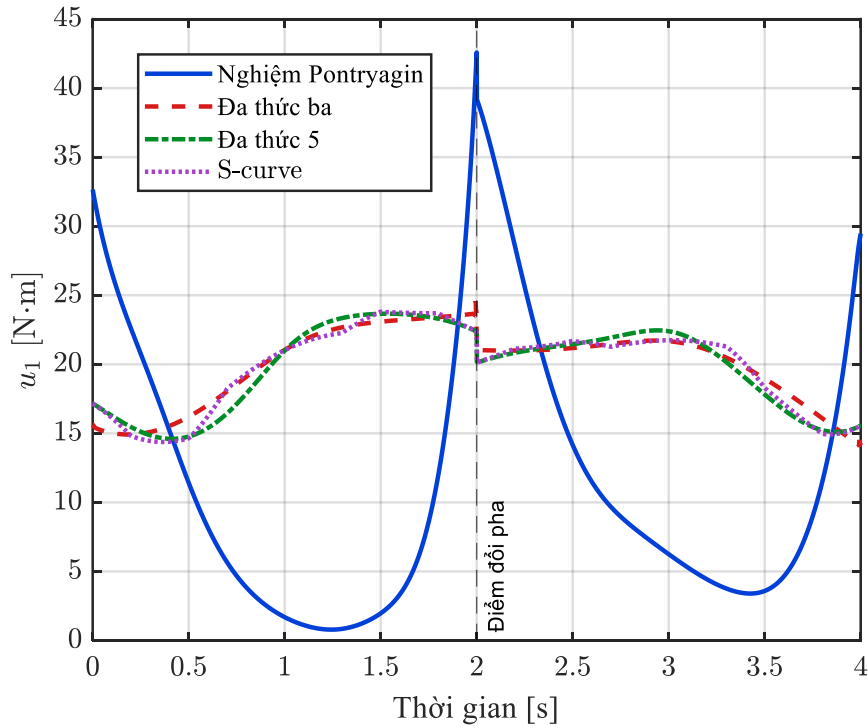 45
40
35
30
25
20
15
10
5
0
u₁ [N·m]
Nghiệm Pontryagin
Đa thức ba
Đa thức 5
S-curve
Điểm đổi pha
0 0.5 1 1.5 2 2.5 3 3.5 4
Thời gian [s]